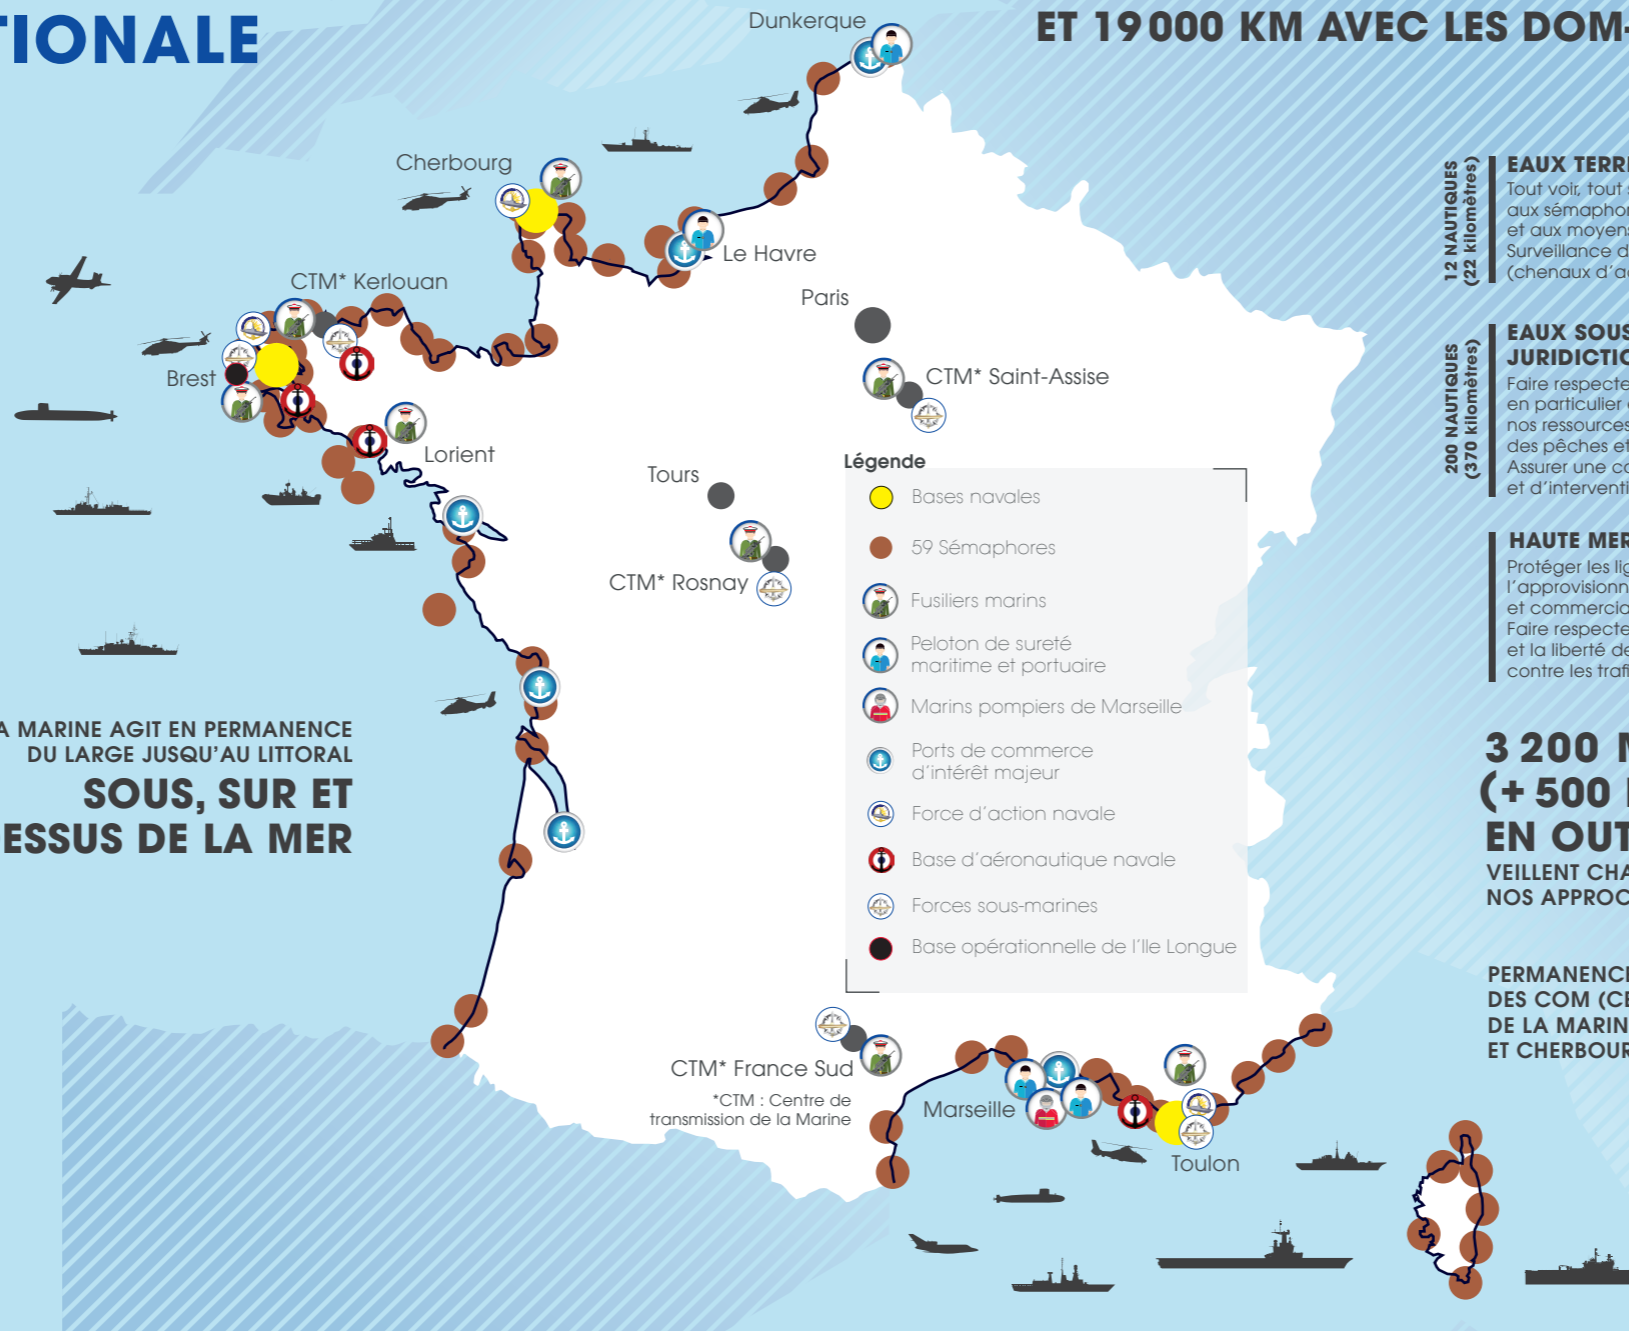 TIONALE
ET 19 000 KM AVEC LES DOM-
Dunkerque
Cherbourg
Le Havre
CTM* Kerlouan
Paris
Brest
CTM* Saint-Assise
Lorient
Tours
CTM* Rosnay
Légende
Bases navales
59 Sémaphores
Fusiliers marins
Peloton de sureté
maritime et portuaire
Marins pompiers de Marseille
Ports de commerce
d'intérêt majeur
Force d'action navale
Base d'aéronautique navale
Forces sous-marines
Base opérationnelle de l'Ile Longue
A MARINE AGIT EN PERMANENCE
DU LARGE JUSQU'AU LITTORAL
SOUS, SUR ET
ESSUS DE LA MER
CTM* France Sud
*CTM : Centre de
transmission de la Marine
Marseille
Toulon
12 NAUTIQUES
(22 kilomètres)
EAUX TERRI
Tout voir, tout
aux sémaphor
et aux moyens
Surveillance d
(chenaux d'a
200 NAUTIQUES
(370 kilomètres)
EAUX SOUS
JURIDICTIO
Faire respecte
en particulier
nos ressources
des pêches et
Assurer une co
et d'interventi
HAUTE MER
Protéger les lig
l'approvisionn
et commercia
Faire respecte
et la liberté de
contre les trafi
3 200 M
(+ 500
EN OUT
VEILLENT CHA
NOS APPROC
PERMANENC
DES COM (CE
DE LA MARIN
ET CHERBOUR